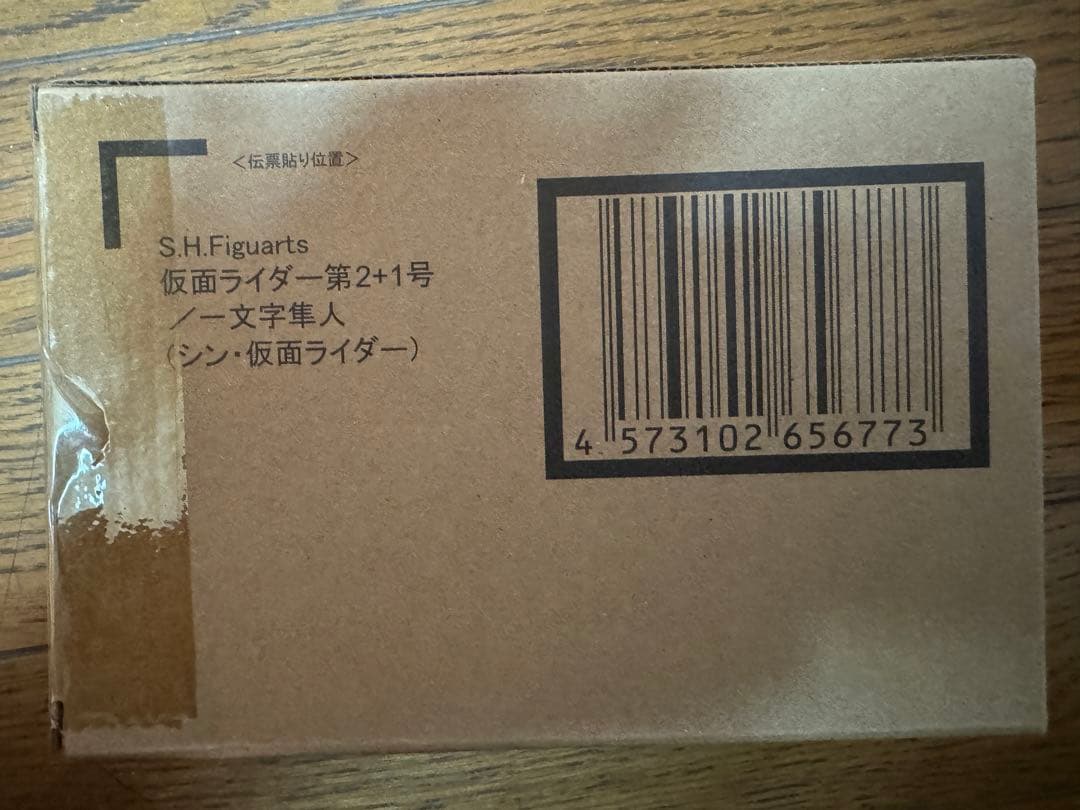 <伝票貼り位置>
S.H.Figuarts
仮面ライダー第2+1号
/一文字隼人
(シン・仮面ライダー)
4 573102 656773